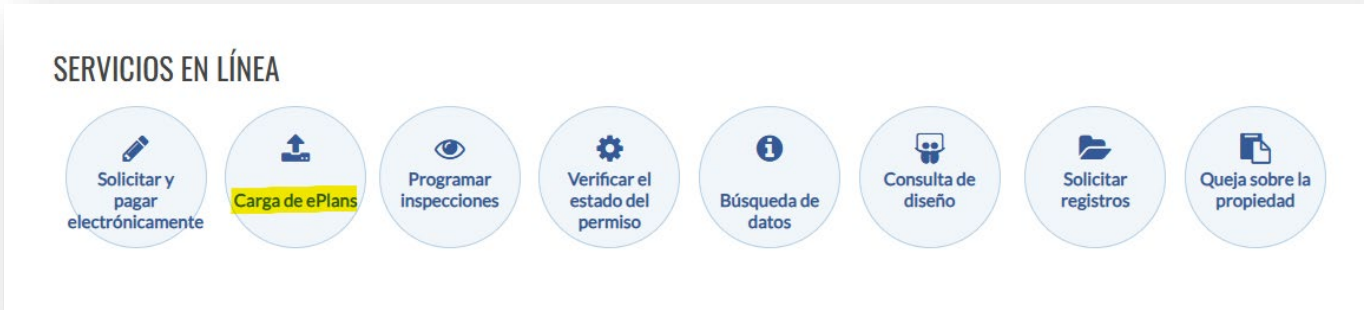 SERVICIOS EN LÍNEA
Solicitar y
pagar
electrónicamente
Carga de ePlans
Programar
inspecciones
Verificar el
estado del
permiso
Búsqueda de
datos
Consulta de
diseño
Solicitar
registros
Queja sobre la
propiedad